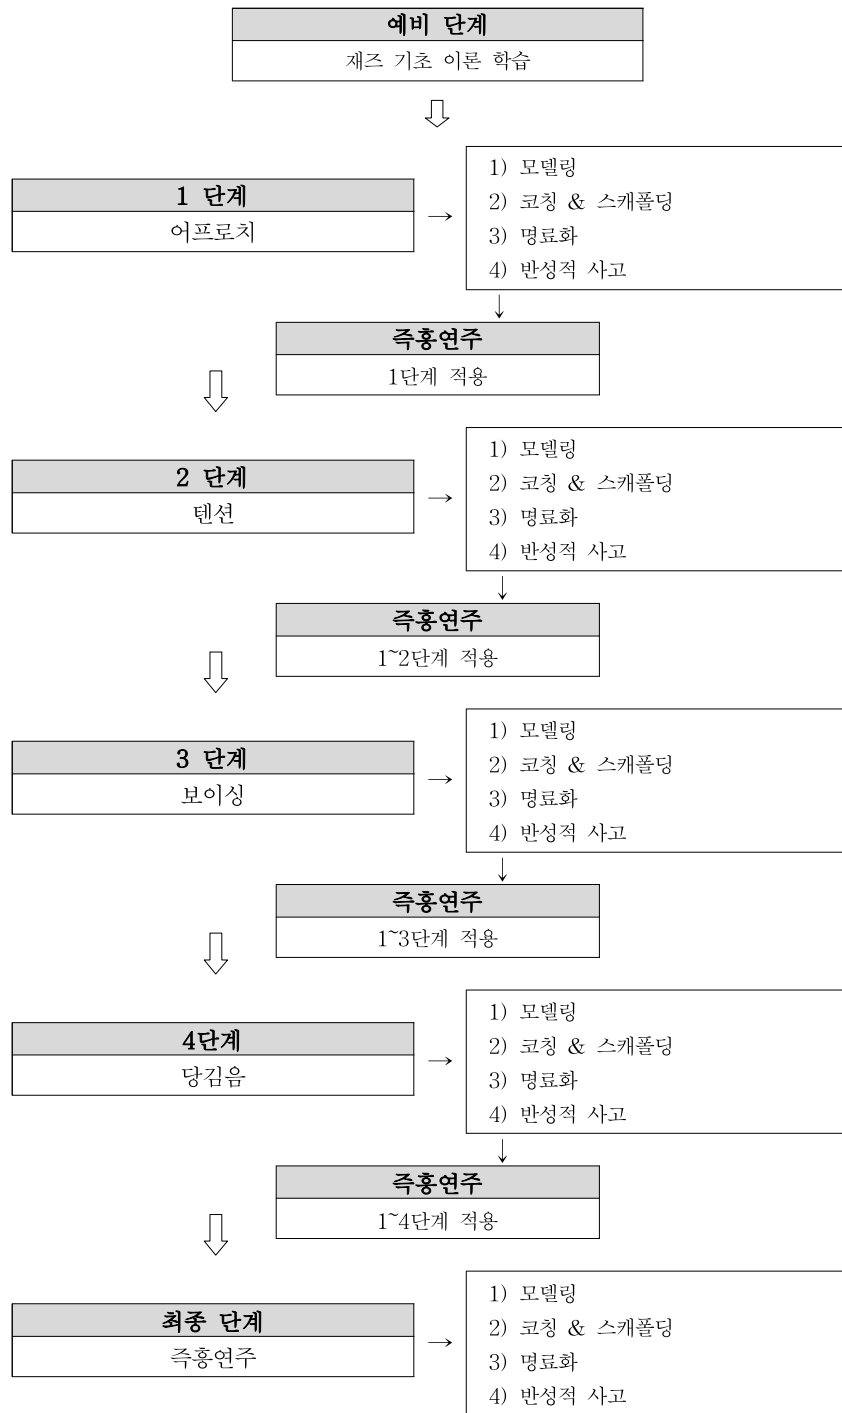 예비 단계
재즈 기초 이론 학습
1 단계
어프로치
1) 모델링
2) 코칭 & 스캐폴딩
3) 명료화
4) 반성적 사고
즉흥연주
1단계 적용
2 단계
텐션
1) 모델링
2) 코칭 & 스캐폴딩
3) 명료화
4) 반성적 사고
즉흥연주
1~2단계 적용
3 단계
보이싱
1) 모델링
2) 코칭 & 스캐폴딩
3) 명료화
4) 반성적 사고
즉흥연주
1~3단계 적용
4단계
당김음
1) 모델링
2) 코칭 & 스캐폴딩
3) 명료화
4) 반성적 사고
즉흥연주
1~4단계 적용
최종 단계
즉흥연주
1) 모델링
2) 코칭 & 스캐폴딩
3) 명료화
4) 반성적 사고